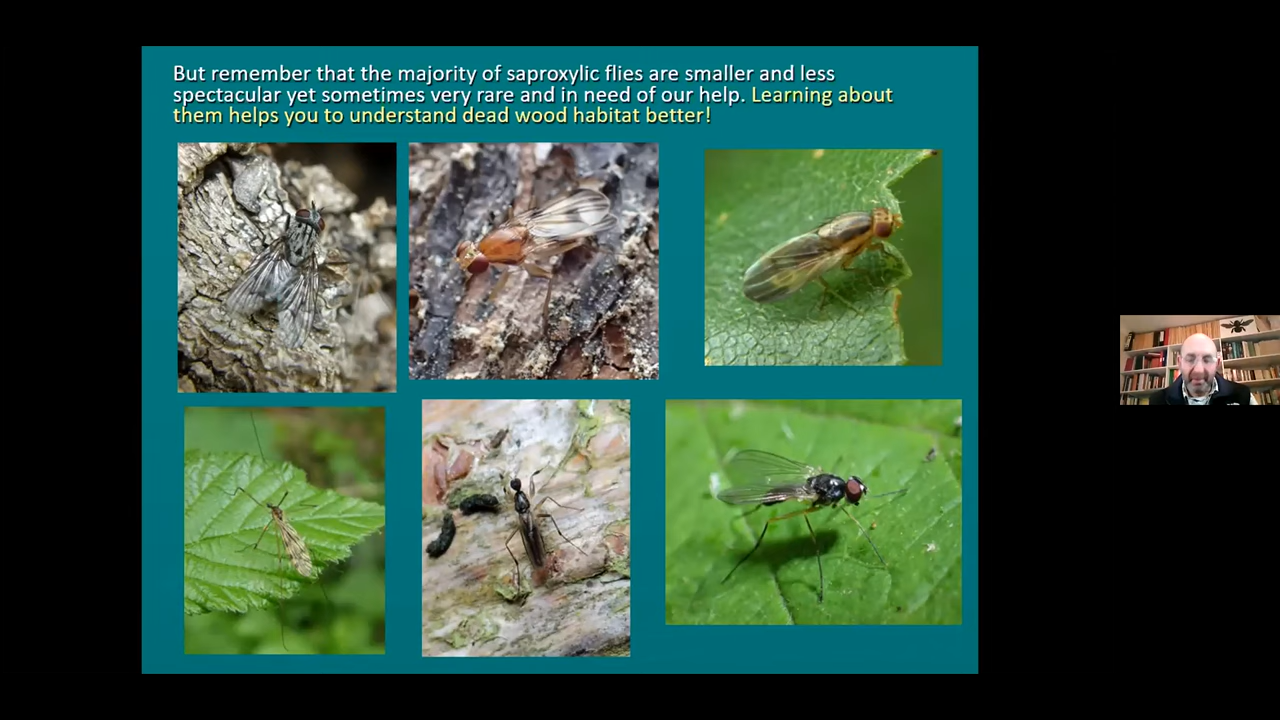 But remember that the majority of saproxylic flies are smaller and less
spectacular yet sometimes very rare and in need of our help. Learning about
them helps you to understand dead wood habitat better!